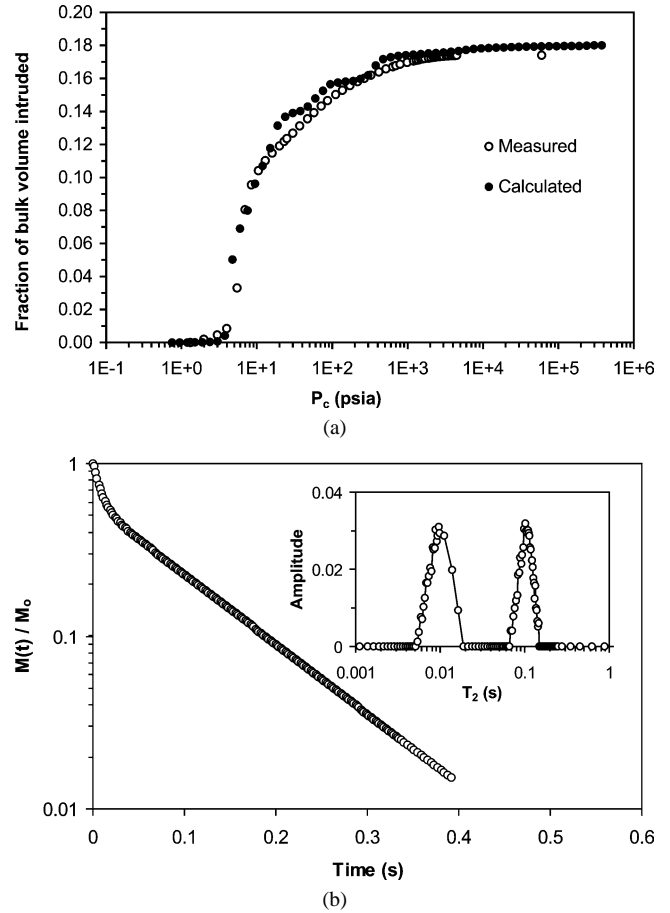 0.20
0.18
0.16
0.14
0.12
0.10
0.08
0.06
0.04
0.02
0.00
Fraction of bulk volume intruded
Measured
Calculated
1E-1 1E+0 1E+1 1E+2 1E+3 1E+4 1E+5 1E+6
Pc (psia)
(a)
1
0.1
0.01
M(t) / Mo
0.04
0.02
0
Amplitude
0.001 0.01 0.1 1
T2 (s)
0 0.1 0.2 0.3 0.4 0.5 0.6
Time (s)
(b)